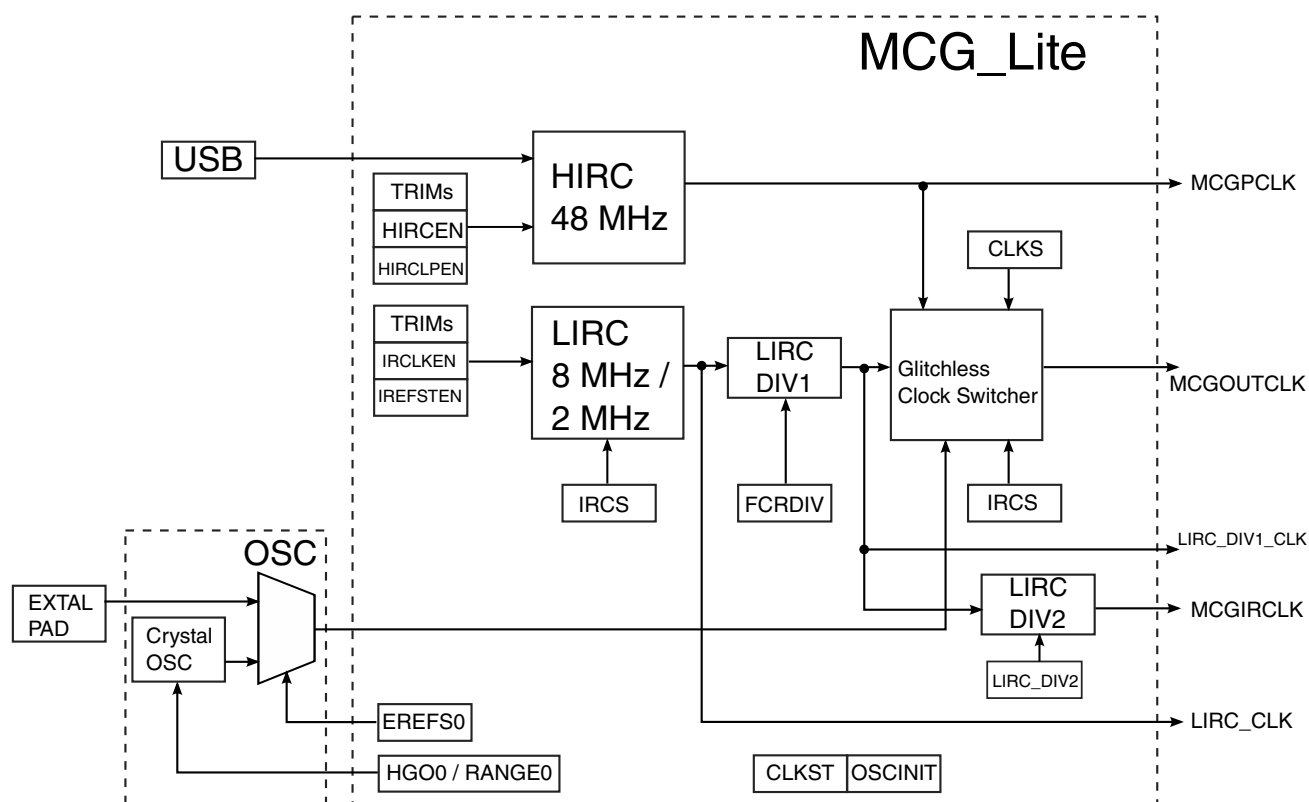 MCG_Lite
USB
TRIMs
HIRCEN
HIRCLPEN
HIRC
48 MHz
MCGPCLK
CLKS
TRIMs
IRCLKEN
IREFSTEN
LIRC
8 MHz /
2 MHz
LIRC
DIV1
Glitchless
Clock Switcher
MCGOUTCLK
IRCS
FCRDIV
IRCS
OSC
LIRC_DIV1_CLK
EXTAL
PAD
Crystal
OSC
LIRC
DIV2
MCGIRCLK
LIRC_DIV2
EREFS0
LIRC_CLK
HGO0 / RANGE0
CLKST
OSCINIT